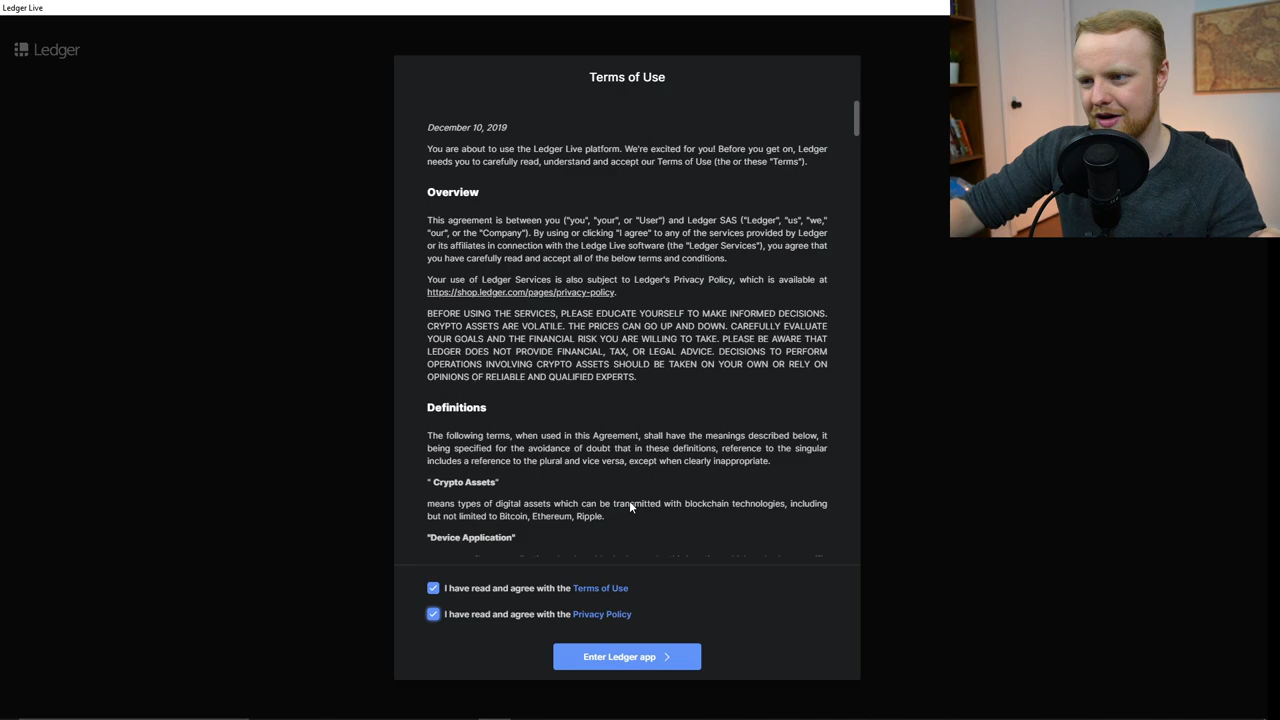 Ledger Live
Ledger
Terms of Use
December 10, 2019
You are about to use the Ledger Live platform. We're excited for you! Before you get on, Ledger
needs you to carefully read, understand and accept our Terms of Use (the or these "Terms").
Overview
This agreement is between you ("you", "your", or "User") and Ledger SAS ("Ledger", "us", "we,"
"our", or the "Company"). By using or clicking "I agree" to any of the services provided by Ledger
or its affiliates in connection with the Ledge Live software (the "Ledger Services"), you agree that
you have carefully read and accept all of the below terms and conditions.
Your use of Ledger Services is also subject to Ledger's Privacy Policy, which is available at
https://shop.ledger.com/pages/privacy-policy.
BEFORE USING THE SERVICES, PLEASE EDUCATE YOURSELF TO MAKE INFORMED DECISIONS.
CRYPTO ASSETS ARE VOLATILE. THE PRICES CAN GO UP AND DOWN. CAREFULLY EVALUATE
YOUR GOALS AND THE FINANCIAL RISK YOU ARE WILLING TO TAKE. PLEASE BE AWARE THAT
LEDGER DOES NOT PROVIDE FINANCIAL, TAX, OR LEGAL ADVICE. DECISIONS TO PERFORM
OPERATIONS INVOLVING CRYPTO ASSETS SHOULD BE TAKEN ON YOUR OWN OR RELY ON
OPINIONS OF RELIABLE AND QUALIFIED EXPERTS.
Definitions
The following terms, when used in this Agreement, shall have the meanings described below, it
being specified for the avoidance of doubt that in these definitions, reference to the singular
includes a reference to the plural and vice versa, except when clearly inappropriate.
" Crypto Assets"
means types of digital assets which can be transmitted with blockchain technologies, including
but not limited to Bitcoin, Ethereum, Ripple.
"Device Application"
I have read and agree with the Terms of Use
I have read and agree with the Privacy Policy
Enter Ledger app